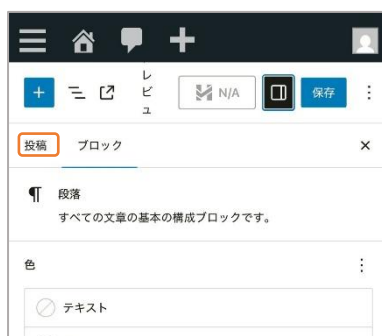 レ
ビ
ュ
N/A
保存
投稿
ブロック
段落
すべての文章の基本の構成ブロックです。
色
テキスト